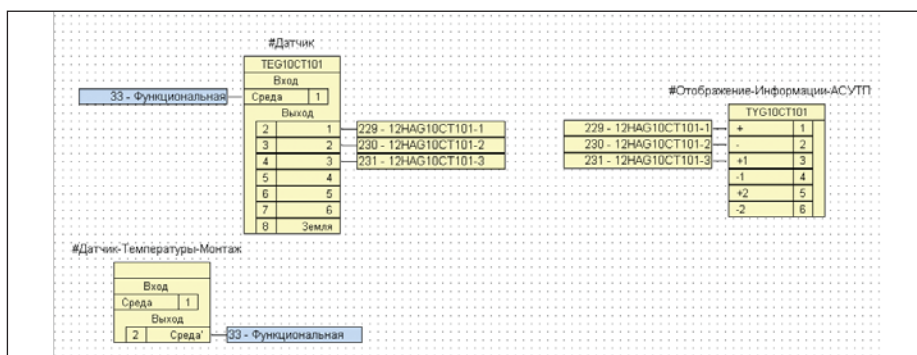 #Датчик
TEG10CT101
Вход
33 - Функциональная
Среда 1
Выход
2 1 229 - 12HAG10CT101-1
3 2 230 - 12HAG10CT101-2
4 3 231 - 12HAG10CT101-3
5 4
6 5
7 6
8 Земля
#Отображение-Информации-АСУТП
TYG10CT101
229 - 12HAG10CT101-1 + 1
230 - 12HAG10CT101-2 - 2
231 - 12HAG10CT101-3 +1 3
-1 4
+2 5
-2 6
#Датчик-Температуры-Монтаж
Вход
Среда 1
Выход
2 Среда' 33 - Функциональная